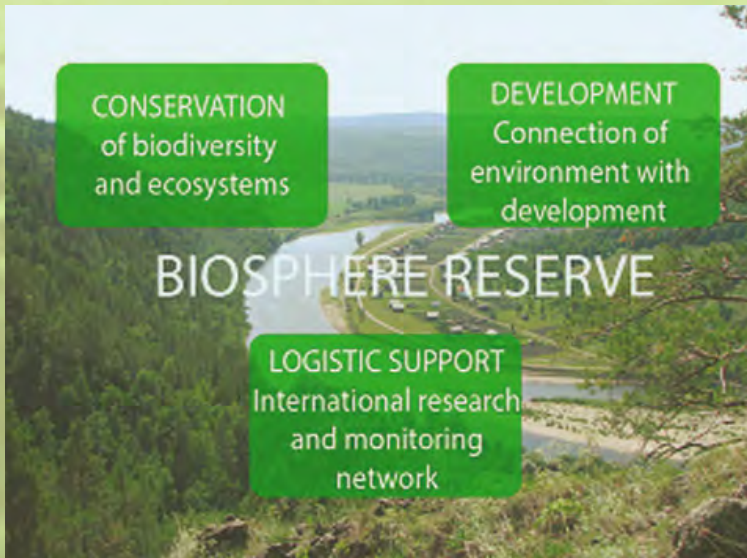 CONSERVATION
of biodiversity
and ecosystems
DEVELOPMENT
Connection of
environment with
development
BIOSPHERE RESERVE
LOGISTIC SUPPORT
International research
and monitoring
network